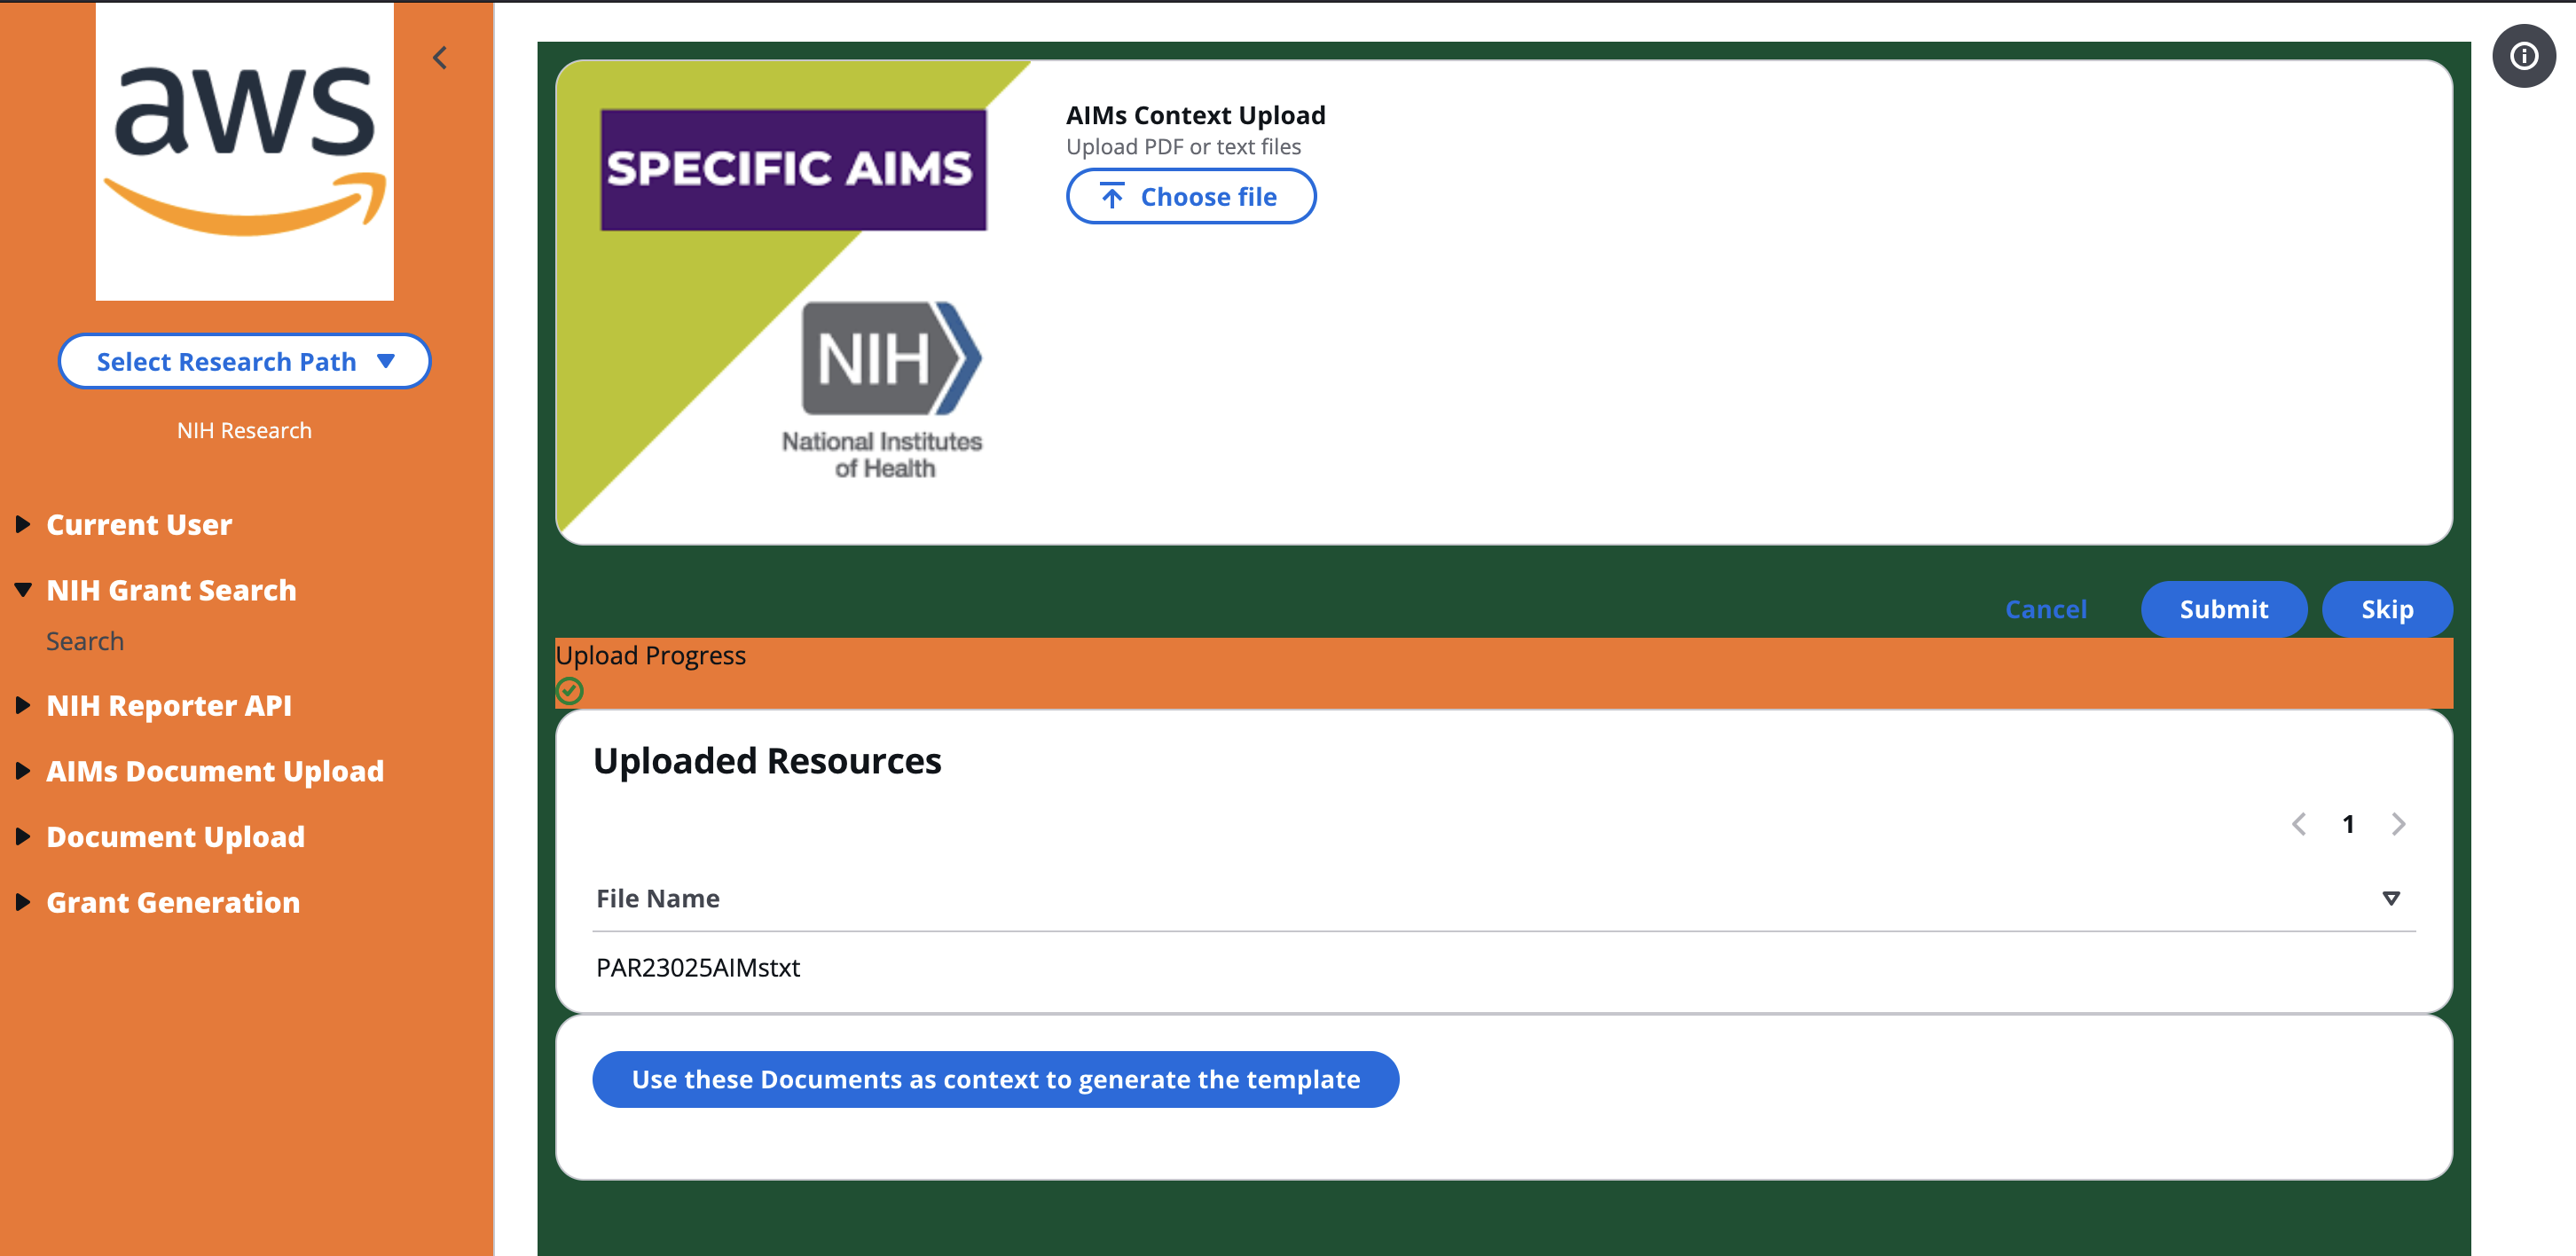 aws
Select Research Path
NIH Research
Current User
NIH Grant Search
Search
NIH Reporter API
AIMs Document Upload
Document Upload
Grant Generation
SPECIFIC AIMS
NIH
National Institutes
of Health
AIMs Context Upload
Upload PDF or text files
Choose file
Cancel
Submit
Skip
Upload Progress
Uploaded Resources
1
File Name
PAR23025AIMstxt
Use these Documents as context to generate the template